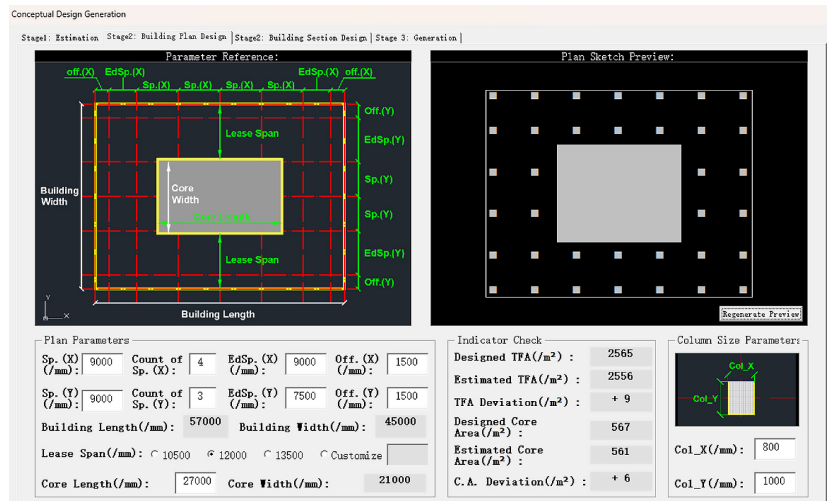 Conceptual Design Generation
Stage1: Estimation Stage2: Building Plan Design Stage2: Building Section Design Stage 3: Generation
Parameter Reference:
off.(X) EdSp.(X) EdSp.(X) off.(X)
Sp.(X) Sp.(X) Sp.(X) Sp.(X)
Off.(Y)
Lease Span
EdSp.(Y)
Sp.(Y)
Building Width
Core Width
Core Length
Sp.(Y)
Lease Span
EdSp.(Y)
Off.(Y)
Y
X
Building Length
Plan Sketch Preview:
Regenerate Preview
Plan Parameters
Sp.(X) (/mm): 9000 Count of Sp.(X): 4 EdSp.(X) (/mm): 9000 Off.(X) (/mm): 1500
Sp.(Y) (/mm): 9000 Count of Sp.(Y): 3 EdSp.(Y) (/mm): 7500 Off.(Y) (/mm): 1500
Building Length(/mm): 57000 Building Width(/mm): 45000
Lease Span(/mm): 10500 12000 13500 Customize
Core Length(/mm): 27000 Core Width(/mm): 21000
Indicator Check
Designed TFA(/m²) : 2565
Estimated TFA(/m²) : 2556
TFA Deviation(/m²) : + 9
Designed Core Area(/m²) : 567
Estimated Core Area(/m²) : 561
C.A. Deviation(/m²) : + 6
Column Size Parameters
Col_X
Col_Y
Col_X(/mm): 800
Col_Y(/mm): 1000